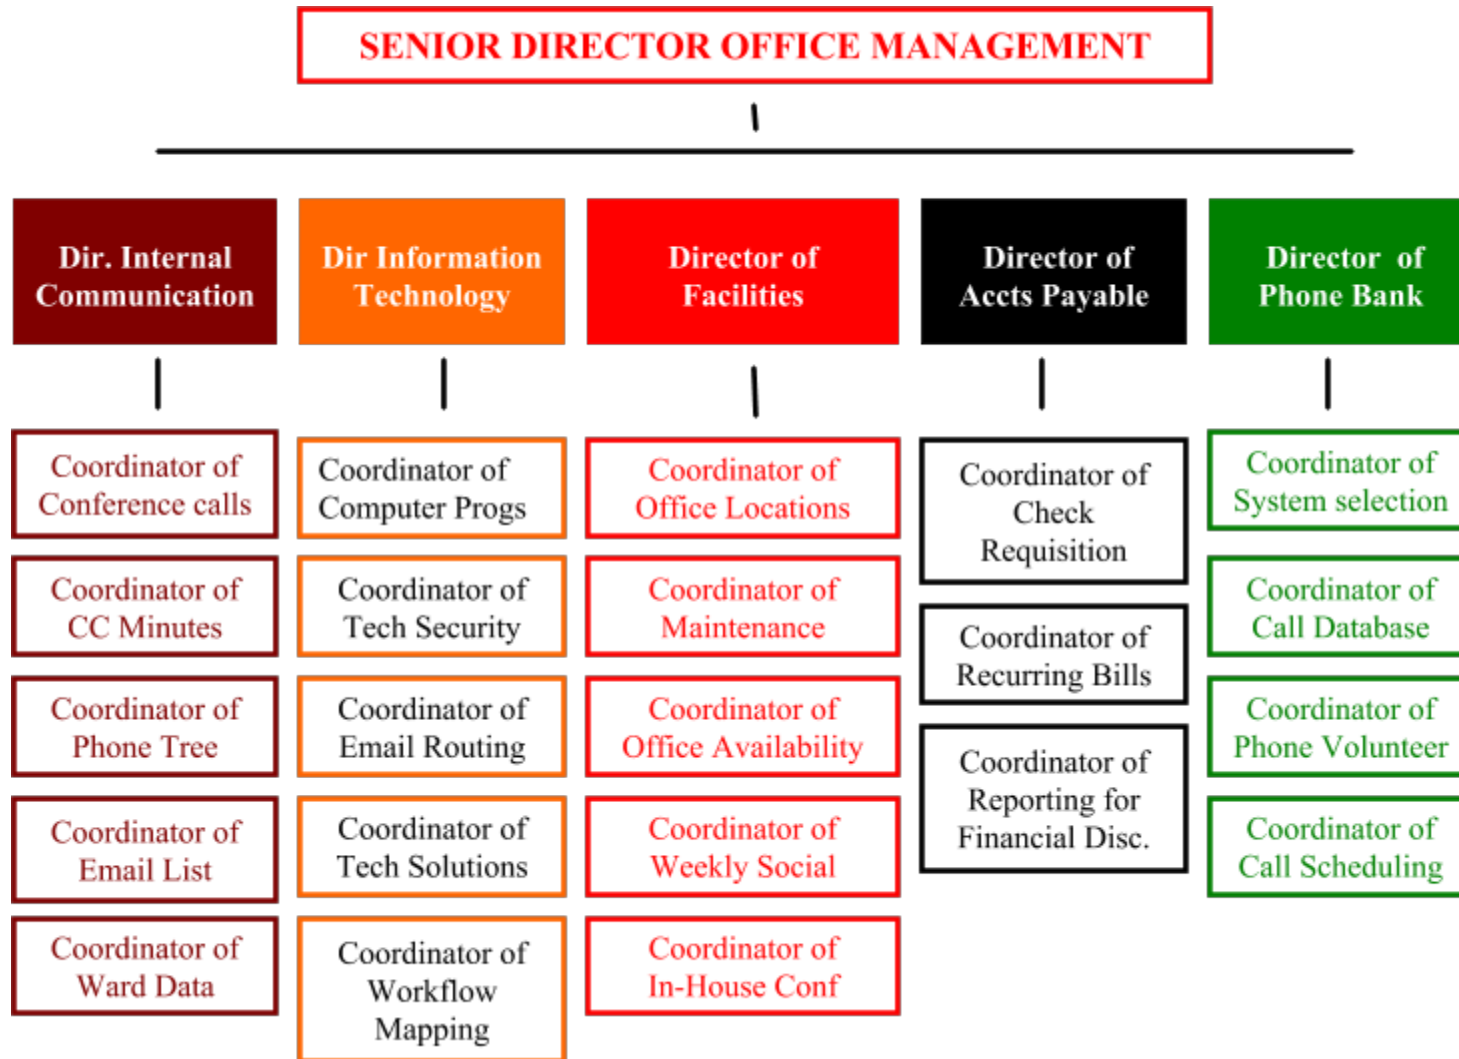 SENIOR DIRECTOR OFFICE MANAGEMENT
Dir. Internal
Communication
Dir Information
Technology
Director of
Facilities
Director of
Accts Payable
Director of
Phone Bank
Coordinator of
Conference calls
Coordinator of
CC Minutes
Coordinator of
Phone Tree
Coordinator of
Email List
Coordinator of
Ward Data
Coordinator of
Computer Progs
Coordinator of
Tech Security
Coordinator of
Email Routing
Coordinator of
Tech Solutions
Coordinator of
Workflow
Mapping
Coordinator of
Office Locations
Coordinator of
Maintenance
Coordinator of
Office Availability
Coordinator of
Weekly Social
Coordinator of
In-House Conf
Coordinator of
Check
Requisition
Coordinator of
Recurring Bills
Coordinator of
Reporting for
Financial Disc.
Coordinator of
System selection
Coordinator of
Call Database
Coordinator of
Phone Volunteer
Coordinator of
Call Scheduling